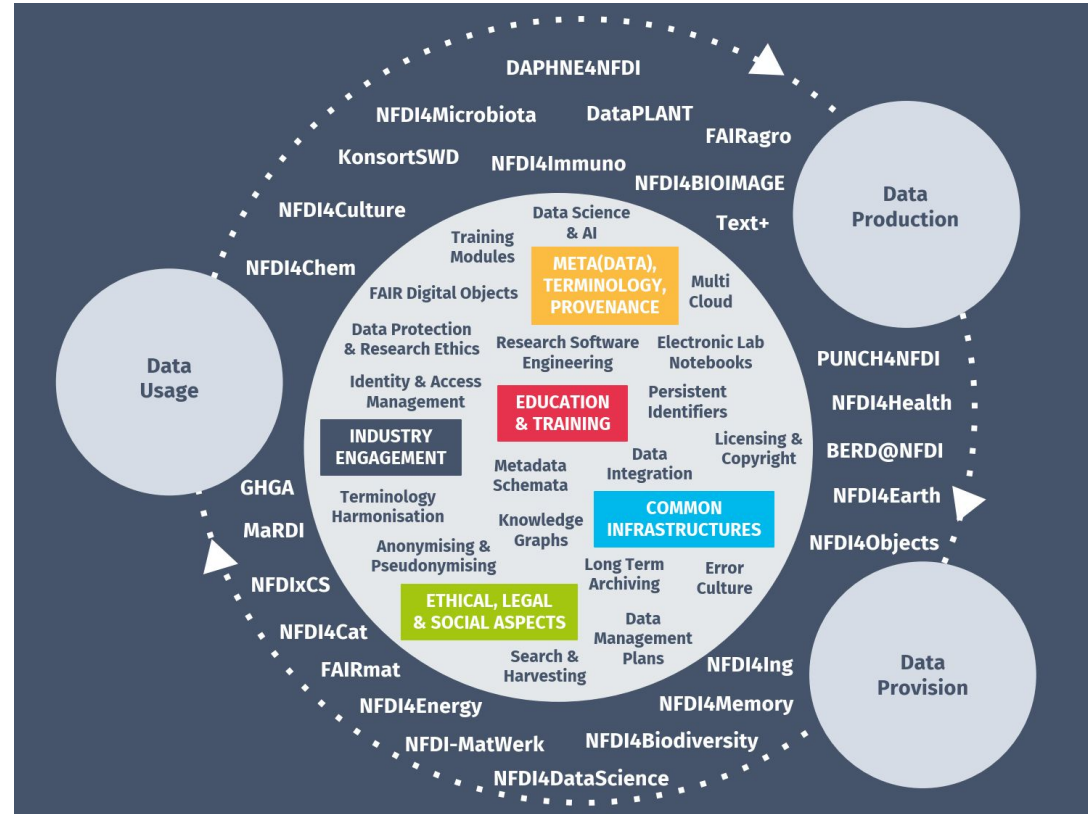 DAPHNE4NFDI
NFDI4Microbiota
DataPLANT
FAIRagro
KonsortSWD
NFDI4Immuno
NFDI4BIOIMAGE
NFDI4Culture
Text+
NFDI4Chem
Data
Production
Data
Usage
Data Science
& AI
Training
Modules
META(DATA),
TERMINOLOGY,
PROVENANCE
Multi
Cloud
FAIR Digital Objects
Data Protection
& Research Ethics
Research Software
Engineering
Electronic Lab
Notebooks
Identity & Access
Management
EDUCATION
& TRAINING
Persistent
Identifiers
INDUSTRY
ENGAGEMENT
Licensing &
Copyright
Metadata
Schemata
Data
Integration
Terminology
Harmonisation
Knowledge
Graphs
COMMON
INFRASTRUCTURES
Anonymising &
Pseudonymising
Long Term
Archiving
Error
Culture
ETHICAL, LEGAL
& SOCIAL ASPECTS
Data
Management
Plans
Search &
Harvesting
PUNCH4NFDI
NFDI4Health
BERD@NFDI
NFDI4Earth
NFDI4Objects
Data
Provision
GHGA
MaRDI
NFDIxCS
NFDI4Cat
FAIRmat
NFDI4Energy
NFDI-MatWerk
NFDI4DataScience
NFDI4Biodiversity
NFDI4Memory
NFDI4Ing